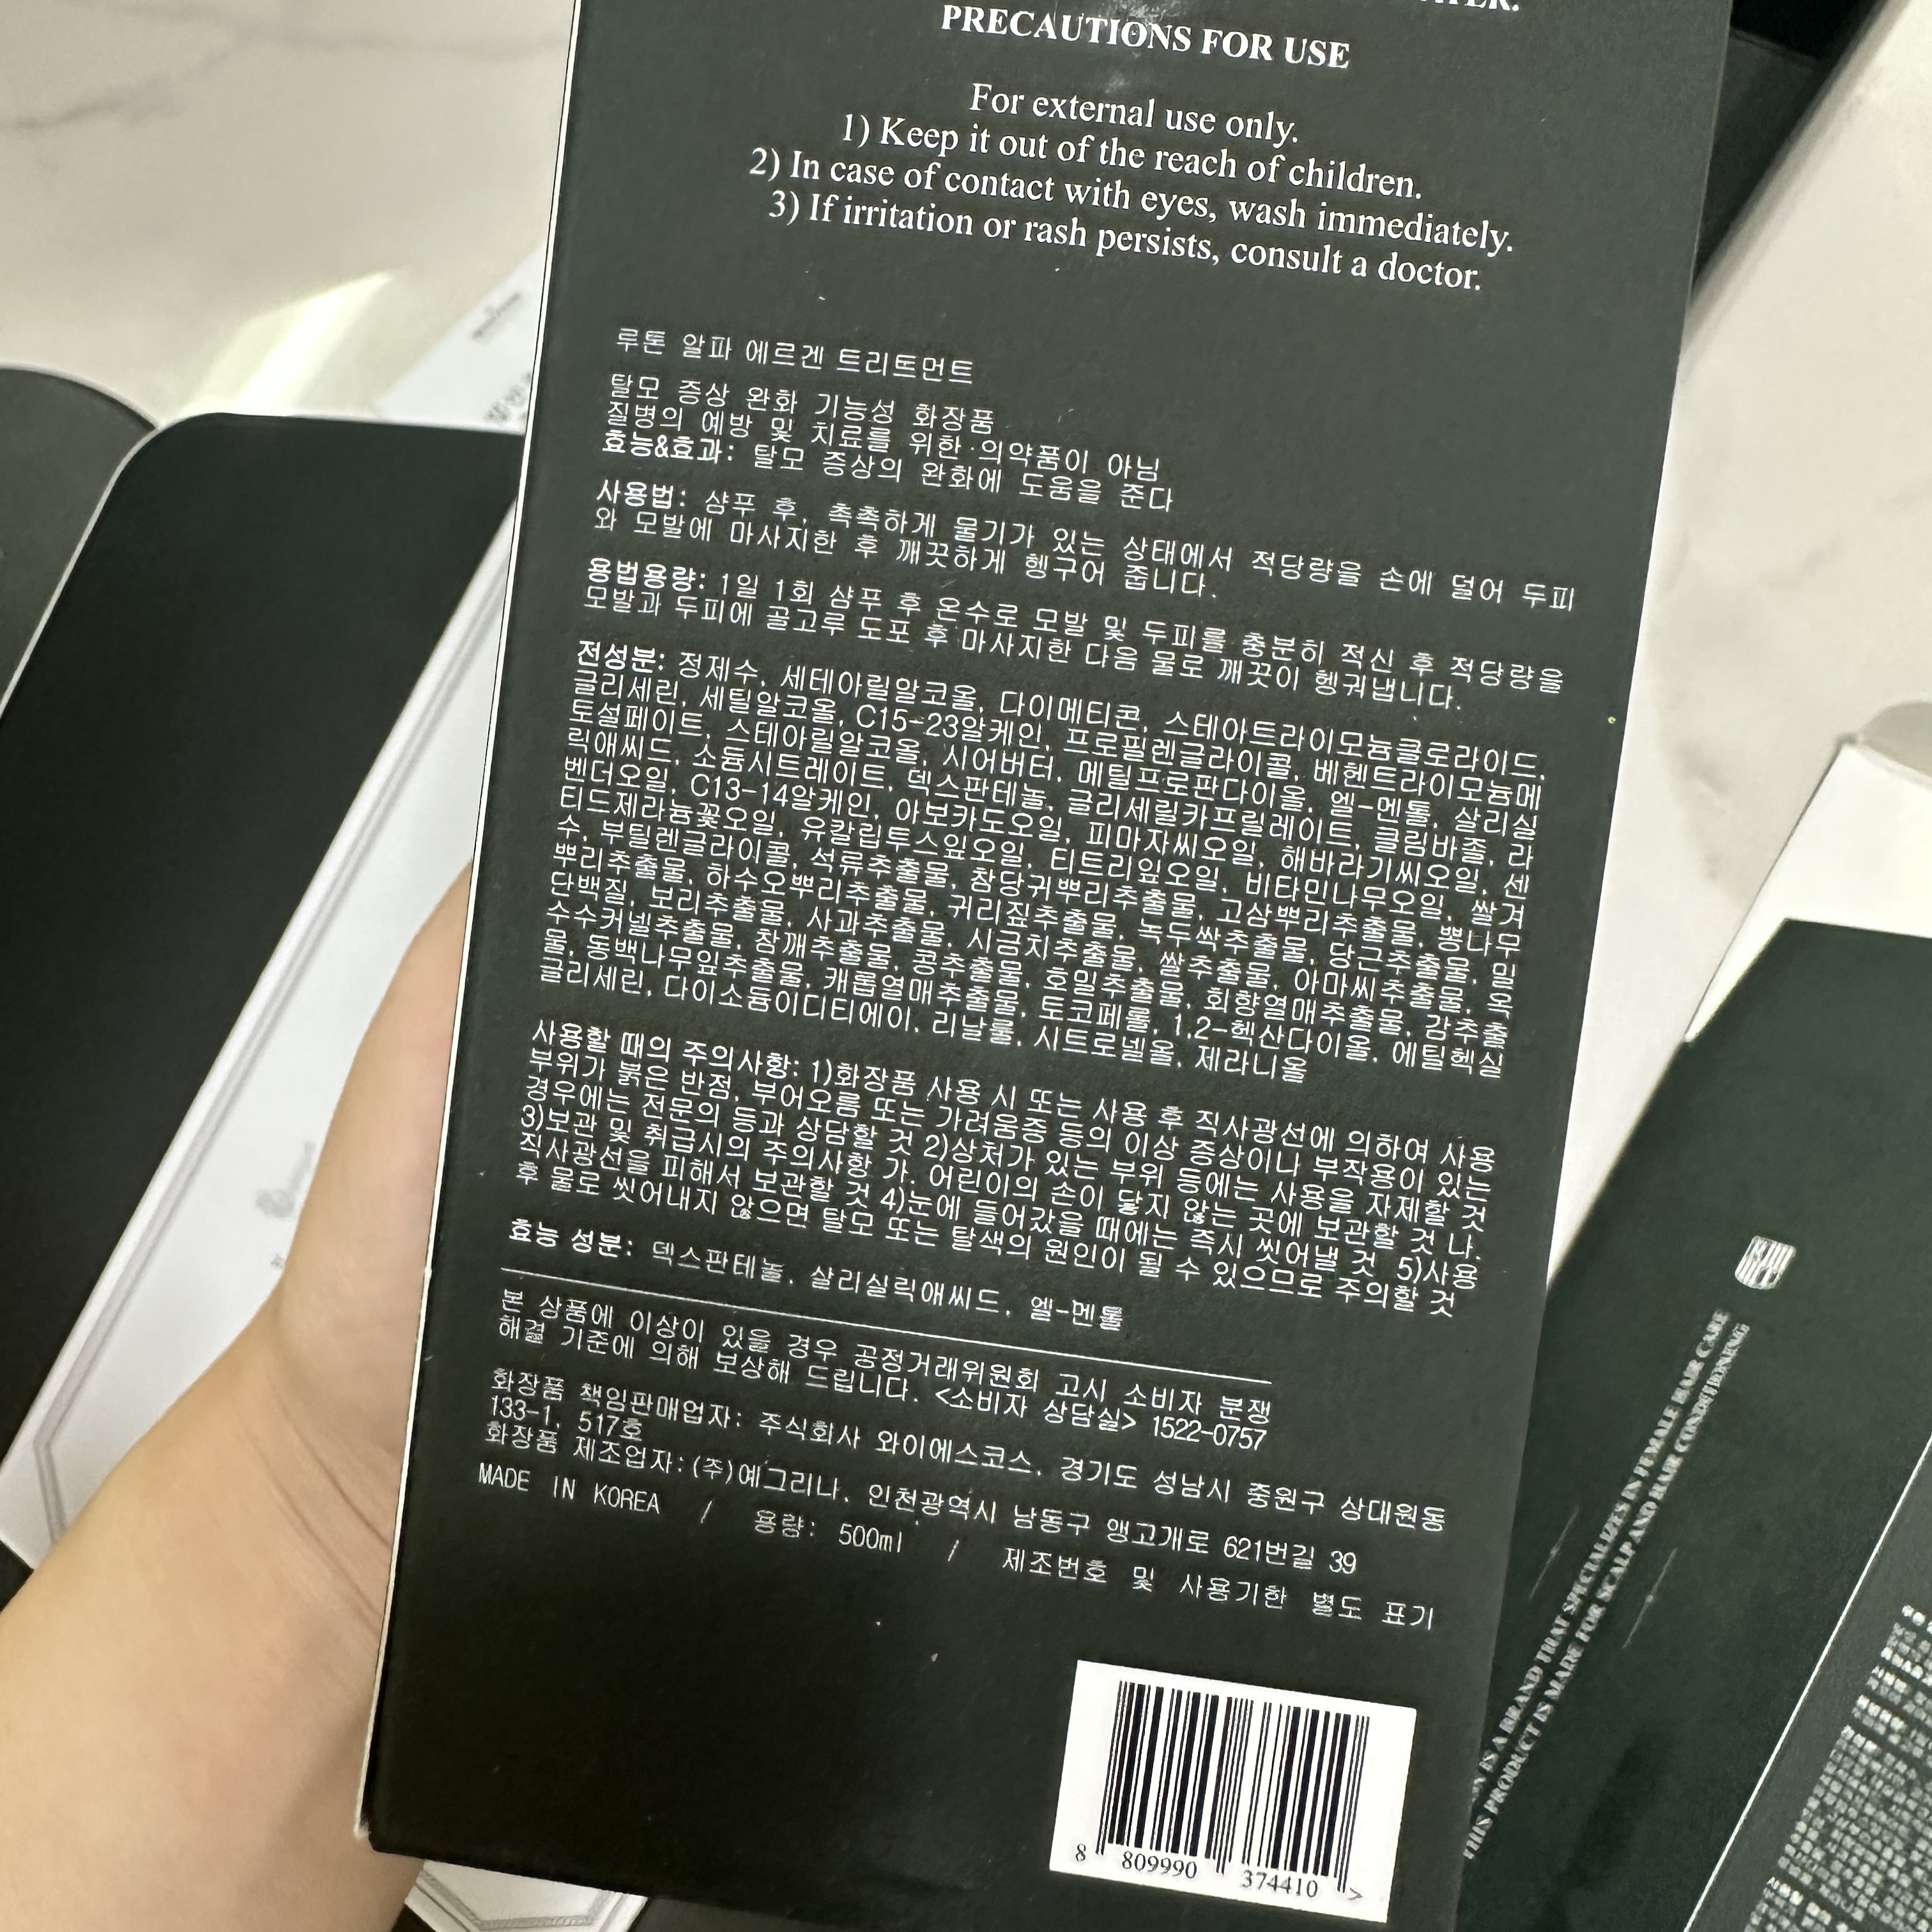 PRECAUTIONS FOR USE
For external use only.
1) Keep it out of the reach of children.
2) In case of contact with eyes, wash immediately.
3) If irritation or rash persists, consult a doctor.
루톤 알파 에르겐 트리트먼트
탈모 증상 완화 기능성 화장품
질병의 예방 및 치료를 위한 의약품이 아님
효능&효과: 탈모 증상의 완화에 도움을 준다
사용법: 샴푸 후, 촉촉하게 물기가 있는 상태에서 적당량을 손에 덜어 두피
와 모발에 마사지한 후 깨끗하게 헹구어 줍니다.
용법용량: 1일 1회 샴푸 후 온수로 모발 및 두피를 충분히 적신 후 적당량을
모발과 두피에 골고루 도포 후 마사지한 다음 물로 깨끗이 헹궈냅니다.
전성분: 정제수, 세테아릴알코올, 다이메티콘, 스테아트라이모늄클로라이드,
글리세린, 세틸알코올, C15-23알케인, 프로필렌글라이콜, 베헨트라이모늄메
토설페이트, 스테아릴알코올, 시어버터, 메틸프로판다이올, 엘-멘톨, 살리실
릭애씨드, 소듐시트레이트, 덱스판테놀, 글리세릴카프릴레이트, 클림바졸, 라
벤더오일, C13-14알케인, 아보카도오일, 피마자씨오일, 해바라기씨오일, 센
티드제라늄꽃오일, 유칼립투스잎오일, 티트리잎오일, 비타민나무오일, 쌀겨
수, 부틸렌글라이콜, 석류추출물, 참당귀뿌리추출물, 고삼뿌리추출물, 뽕나무
뿌리추출물, 하수오뿌리추출물, 귀리짚추출물, 녹두싹추출물, 당근추출물, 밀
단백질, 보리추출물, 사과추출물, 시금치추출물, 쌀추출물, 아마씨추출물, 옥
수수커넬추출물, 참깨추출물, 콩추출물, 호밀추출물, 회향열매추출물, 감추출
물, 동백나무잎추출물, 캐롭열매추출물, 토코페롤, 1,2-헥산다이올, 에틸헥실
글리세린, 다이소듐이디티에이, 리날룰, 시트로넬올, 제라니올
사용할 때의 주의사항: 1)화장품 사용 시 또는 사용 후 직사광선에 의하여 사용
부위가 붉은 반점, 부어오름 또는 가려움증 등의 이상 증상이나 부작용이 있는
경우에는 전문의 등과 상담할 것 2)상처가 있는 부위 등에는 사용을 자제할 것
3)보관 및 취급시의 주의사항 가. 어린이의 손이 닿지 않는 곳에 보관할 것 나.
직사광선을 피해서 보관할 것 4)눈에 들어갔을 때에는 즉시 씻어낼 것 5)사용
후 물로 씻어내지 않으면 탈모 또는 탈색의 원인이 될 수 있으므로 주의할 것
효능 성분: 덱스판테놀, 살리실릭애씨드, 엘-멘톨
본 상품에 이상이 있을 경우 공정거래위원회 고시 소비자 분쟁
해결 기준에 의해 보상해 드립니다. <소비자 상담실> 1522-0757
화장품 책임판매업자: 주식회사 와이에스코스, 경기도 성남시 중원구 상대원동
133-1, 517호
화장품 제조업자: (주)예그리나, 인천광역시 남동구 앵고개로 621번길 39
MADE IN KOREA / 용량: 500ml / 제조번호 및 사용기한 별도 표기
8 809990 374410 >
IS A BRAND THAT SPECIALIZES IN FEMALE HAIR CARE
THIS PRODUCT IS MADE FOR SCALP AND HAIR CONDITIONING